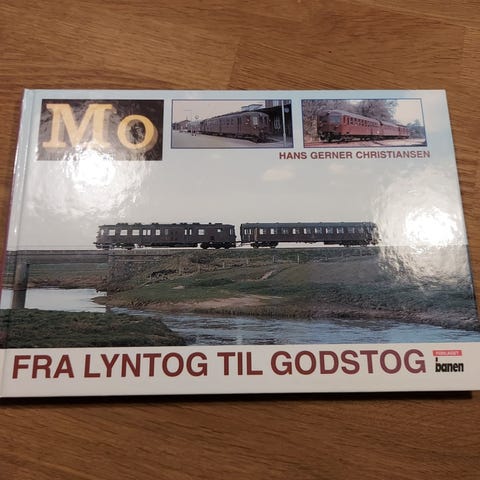 Mo
HANS GERNER CHRISTIANSEN
FRA LYNTOG TIL GODSTOG
FORLAGET
banen